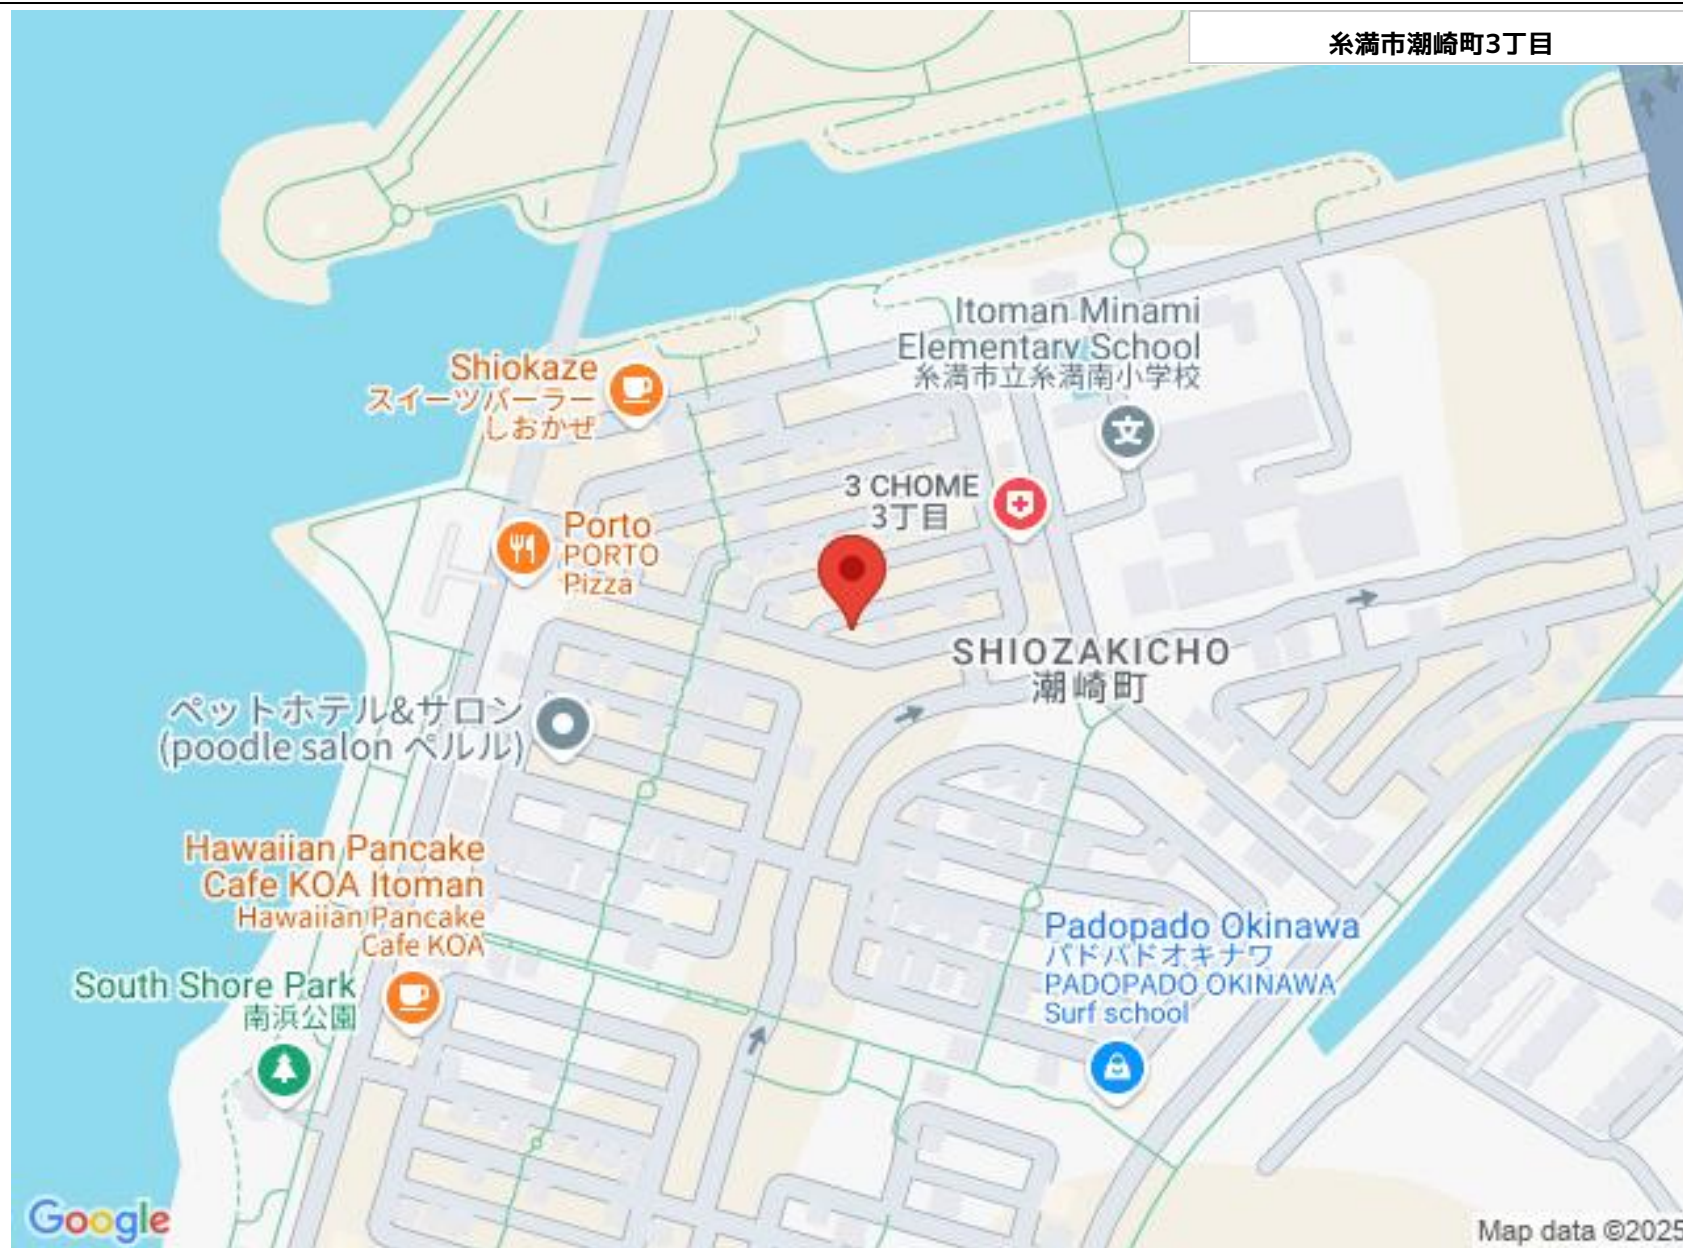 糸満市潮崎町3丁目
Itoman Minami
Elementary School
糸満市立糸満南小学校
Shiokaze
スイーツパーラー
しおかぜ
3 CHOME
3丁目
Porto
PORTO
Pizza
SHIOZAKICHO
潮崎町
ペットホテル&サロン
(poodle salon ペルル)
Hawaiian Pancake
Cafe KOA Itoman
Hawaiian Pancake
Cafe KOA
Padopado Okinawa
パドパドオキナワ
PADOPADO OKINAWA
Surf school
South Shore Park
南浜公園
文
Google
Map data ©2025